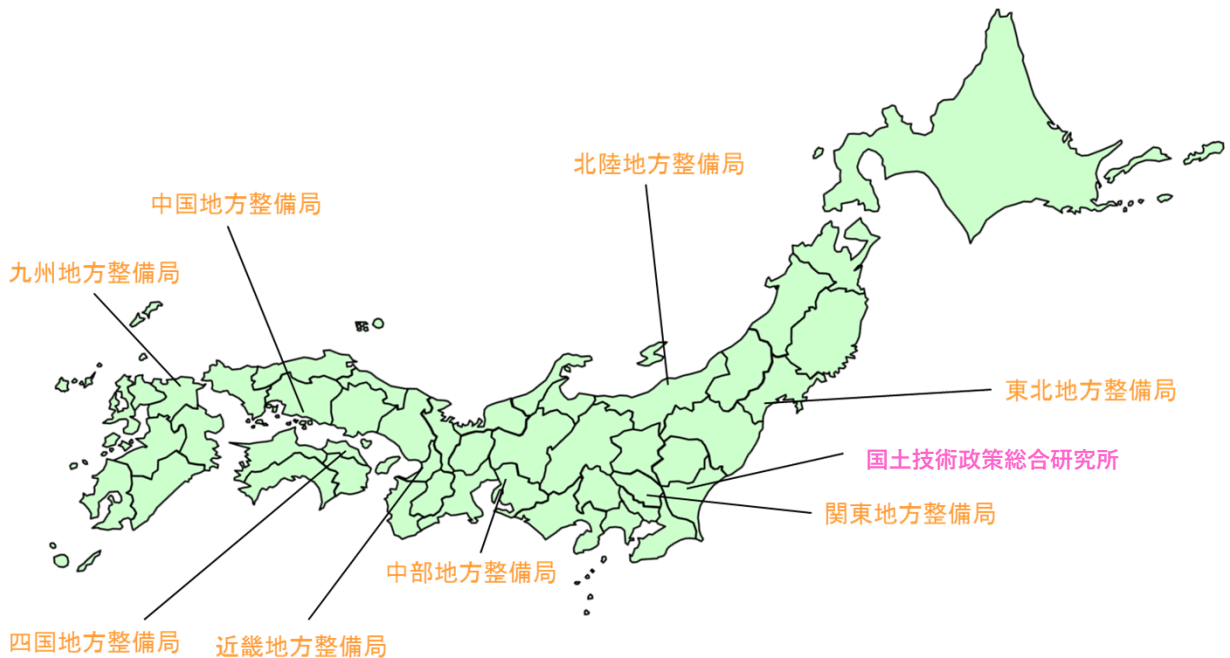 北陸地方整備局
中国地方整備局
九州地方整備局
東北地方整備局
国土技術政策総合研究所
関東地方整備局
中部地方整備局
四国地方整備局
近畿地方整備局